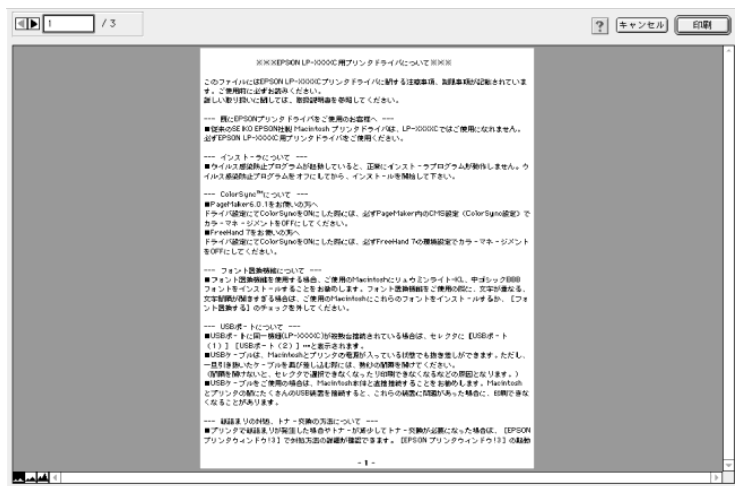 1 / 3
? キャンセル 印刷
※※※EPSON LP-XXXXC用プリンタドライバについて※※※
このファイルにはEPSON LP-XXXXCプリンタドライバに関する注意事項、制限事項が記載されていま
す。ご使用前に必ずお読みください。
詳しい取り扱いに関しては、取扱説明書を参照してください。
--- 既にEPSONプリンタドライバをご使用のお客様へ ---
■従来のSEIKO EPSON社製 Macintosh プリンタドライバは、LP-XXXXCではご使用になれません。
必ずEPSON LP-XXXXC用プリンタドライバをご使用ください。
--- インストーラについて ---
■ウイルス感染防止プログラムが起動していると、正常にインストーラプログラムが動作しません。ウ
イルス感染防止プログラムをオフにしてから、インストールを開始して下さい。
--- ColorSync™について ---
■PageMaker6.0.1をお使いの方へ
ドライバ設定にてColorSyncをONにした際には、必ずPageMaker内のCMS設定（ColorSync設定）で
カラーマネージメントをOFFにしてください。
■FreeHand 7をお使いの方へ
ドライバ設定にてColorSyncをONにした際には、必ずFreeHand 7の環境設定でカラーマネージメント
をOFFにしてください。
--- フォント置換機能について ---
■フォント置換機能を使用する場合、ご使用のMacintoshにリュウミンライト-KL、中ゴシックBBB
フォントをインストールすることをお勧めします。フォント置換機能をご使用の際に、文字が重なる、
文字間隔が開きすぎる場合は、ご使用のMacintoshにこれらのフォントをインストールするか、［フォ
ント置換する］のチェックを外してください。
--- USBポートについて ---
■USBポートに同一機種(LP-XXXXC)が複数台接続されている場合は、セレクタに【USBポート
（1）】【USBポート（2）】…と表示されます。
■USBケーブルは、Macintoshとプリンタの電源が入っている状態でも抜き差しができます。ただし、
一旦引き抜いたケーブルを再び差し込む際には、数秒の間隔を開けてください。
（間隔を開けないと、セレクタで選択できなくなったり印刷できなくなるなどの原因となります。）
■USBケーブルをご使用の場合は、Macintosh本体と直接接続することをお勧めします。Macintosh
とプリンタの間にたくさんのUSB装置を接続すると、これらの装置に問題があった場合に、印刷できな
くなることがあります。
--- 紙詰まりの対処、トナー交換の方法について ---
■プリンタで紙詰まりが発生した場合やトナーが減少してトナー交換が必要になった場合は、【EPSON
プリンタウィンドウ!3】で対処方法の詳細が確認できます。【EPSON プリンタウィンドウ!3】の起動
- 1 -